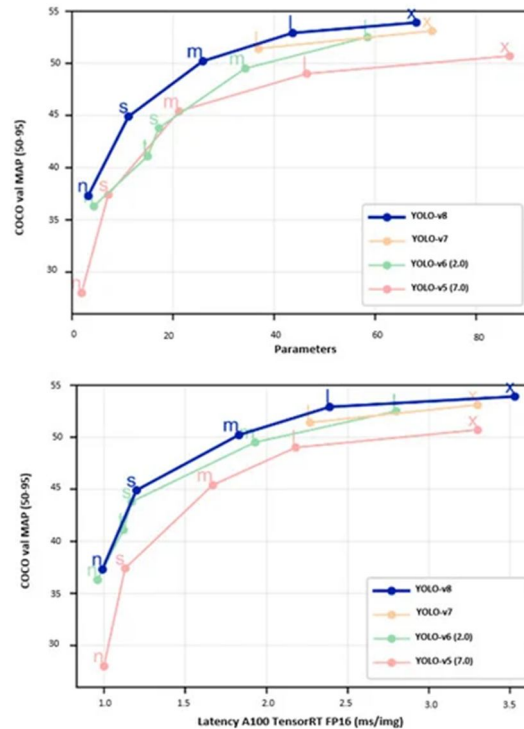 55
50
45
40
35
30
COCO val MAP (50-95)
n
s
m
l
x
n
s
m
l
x
t
s
m
l
l
x
YOLO-v8
YOLO-v7
YOLO-v6 (2.0)
YOLO-v5 (7.0)
0
20
40
60
80
Parameters
55
50
45
40
35
30
COCO val MAP (50-95)
n
s
m
l
x
n
s
m
l
x
n
t
s
m
l
l
x
YOLO-v8
YOLO-v7
YOLO-v6 (2.0)
YOLO-v5 (7.0)
1.0
1.5
2.0
2.5
3.0
3.5
Latency A100 TensorRT FP16 (ms/img)